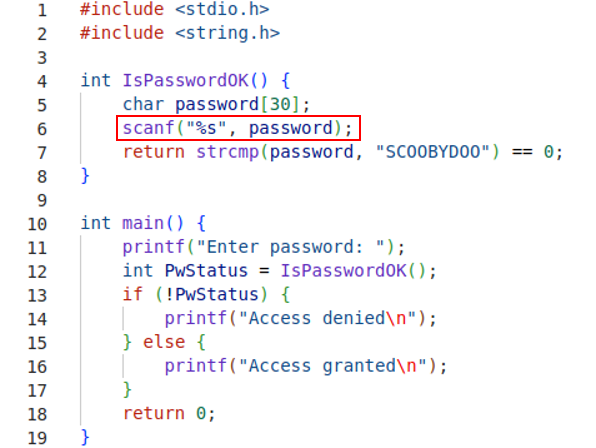 1 #include <stdio.h>
2 #include <string.h>
3
4 int IsPasswordOK() {
5     char password[30];
6     scanf("%s", password);
7     return strcmp(password, "SCOOBYDOO") == 0;
8 }
9
10 int main() {
11     printf("Enter password: ");
12     int PwStatus = IsPasswordOK();
13     if (!PwStatus) {
14         printf("Access denied\n");
15     } else {
16         printf("Access granted\n");
17     }
18     return 0;
19 }